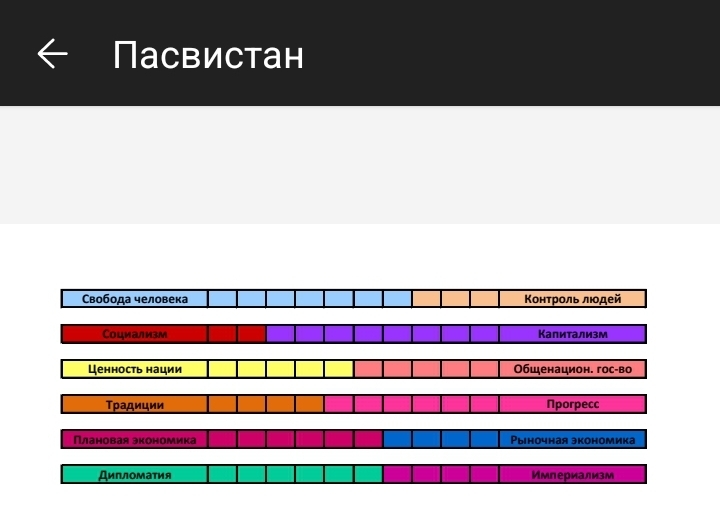 Пасвистан
Свобода человека Контроль людей
Социализм Капитализм
Ценность нации Общенацион. гос-во
Традиции Прогресс
Плановая экономика Рыночная экономика
Дипломатия Империализм